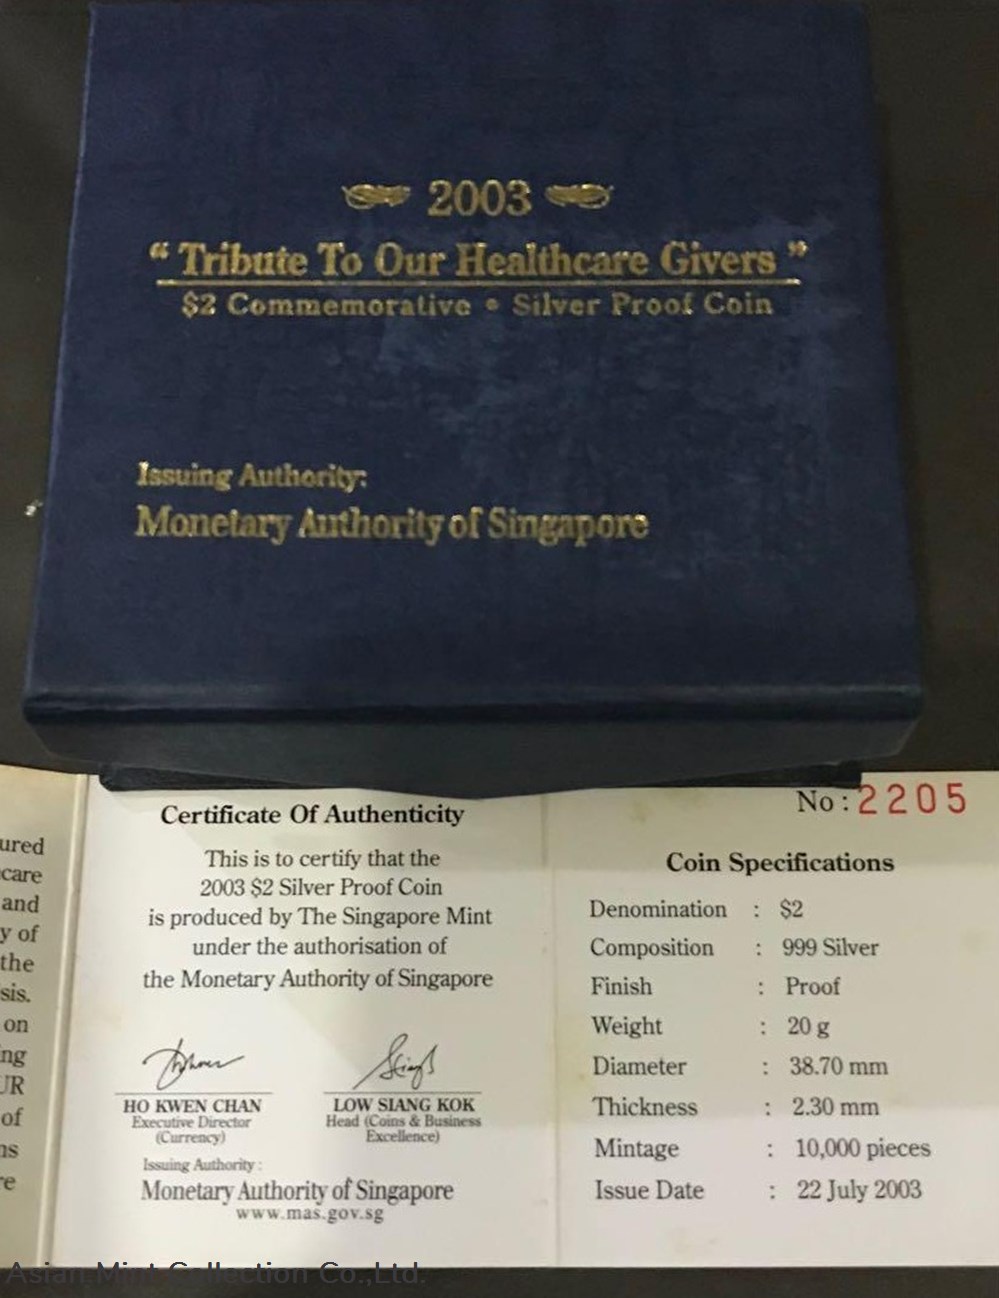 2003
“ Tribute To Our Healthcare Givers ”
$2 Commemorative • Silver Proof Coin
Issuing Authority:
Monetary Authority of Singapore
ured
care
and
y of
the
sis.
on
ng
UR
of
ns
re
Certificate Of Authenticity
This is to certify that the
2003 $2 Silver Proof Coin
is produced by The Singapore Mint
under the authorisation of
the Monetary Authority of Singapore
HO KWEN CHAN
Executive Director
(Currency)
LOW SIANG KOK
Head (Coins & Business
Excellence)
Issuing Authority :
Monetary Authority of Singapore
www.mas.gov.sg
No : 2205
Coin Specifications
Denomination : $2
Composition : 999 Silver
Finish : Proof
Weight : 20 g
Diameter : 38.70 mm
Thickness : 2.30 mm
Mintage : 10,000 pieces
Issue Date : 22 July 2003
Asian Mint Collection Co.,Ltd.